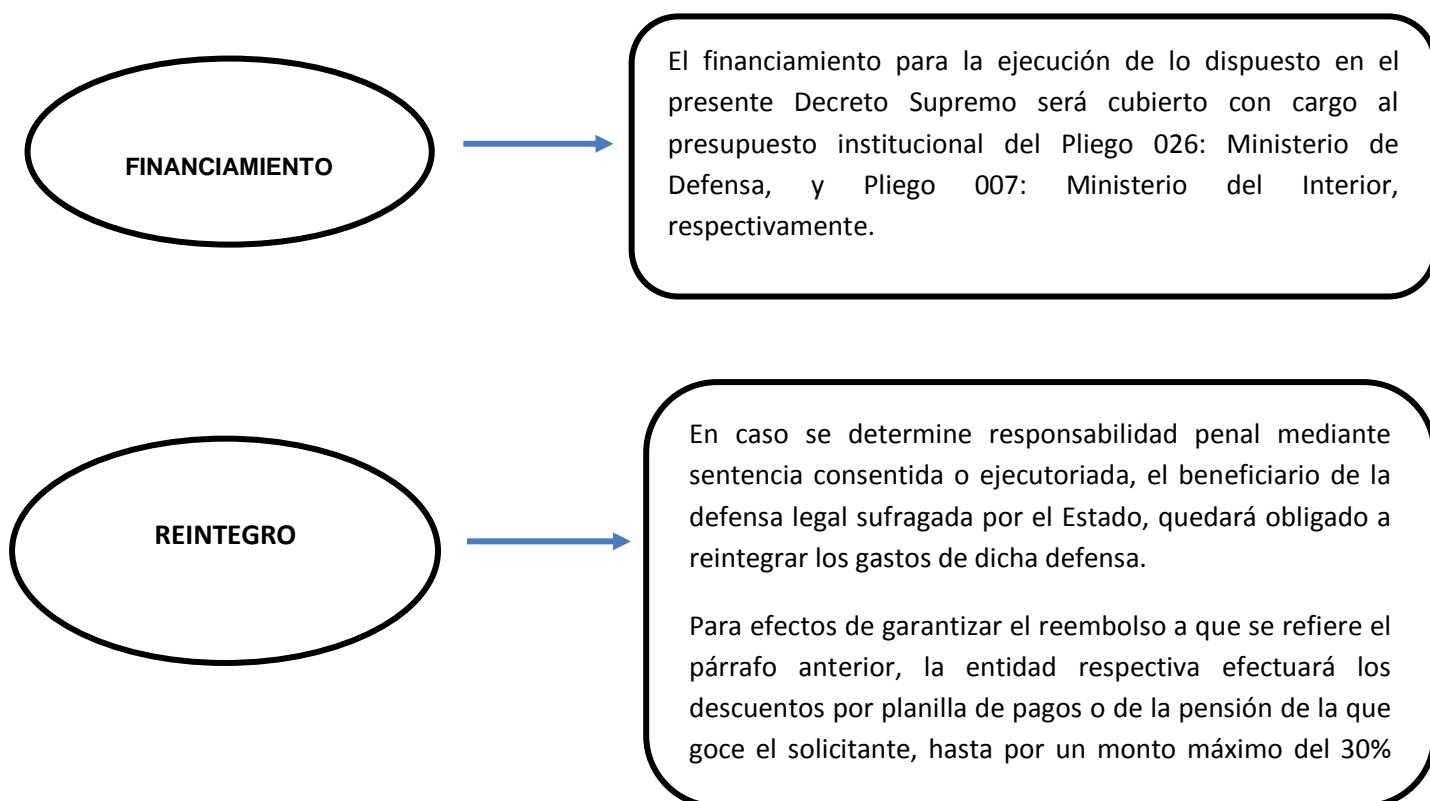 FINANCIAMIENTO
El financiamiento para la ejecución de lo dispuesto en el
presente Decreto Supremo será cubierto con cargo al
presupuesto institucional del Pliego 026: Ministerio de
Defensa, y Pliego 007: Ministerio del Interior,
respectivamente.
REINTEGRO
En caso se determine responsabilidad penal mediante
sentencia consentida o ejecutoriada, el beneficiario de la
defensa legal sufragada por el Estado, quedará obligado a
reintegrar los gastos de dicha defensa.
Para efectos de garantizar el reembolso a que se refiere el
párrafo anterior, la entidad respectiva efectuará los
descuentos por planilla de pagos o de la pensión de la que
goce el solicitante, hasta por un monto máximo del 30%